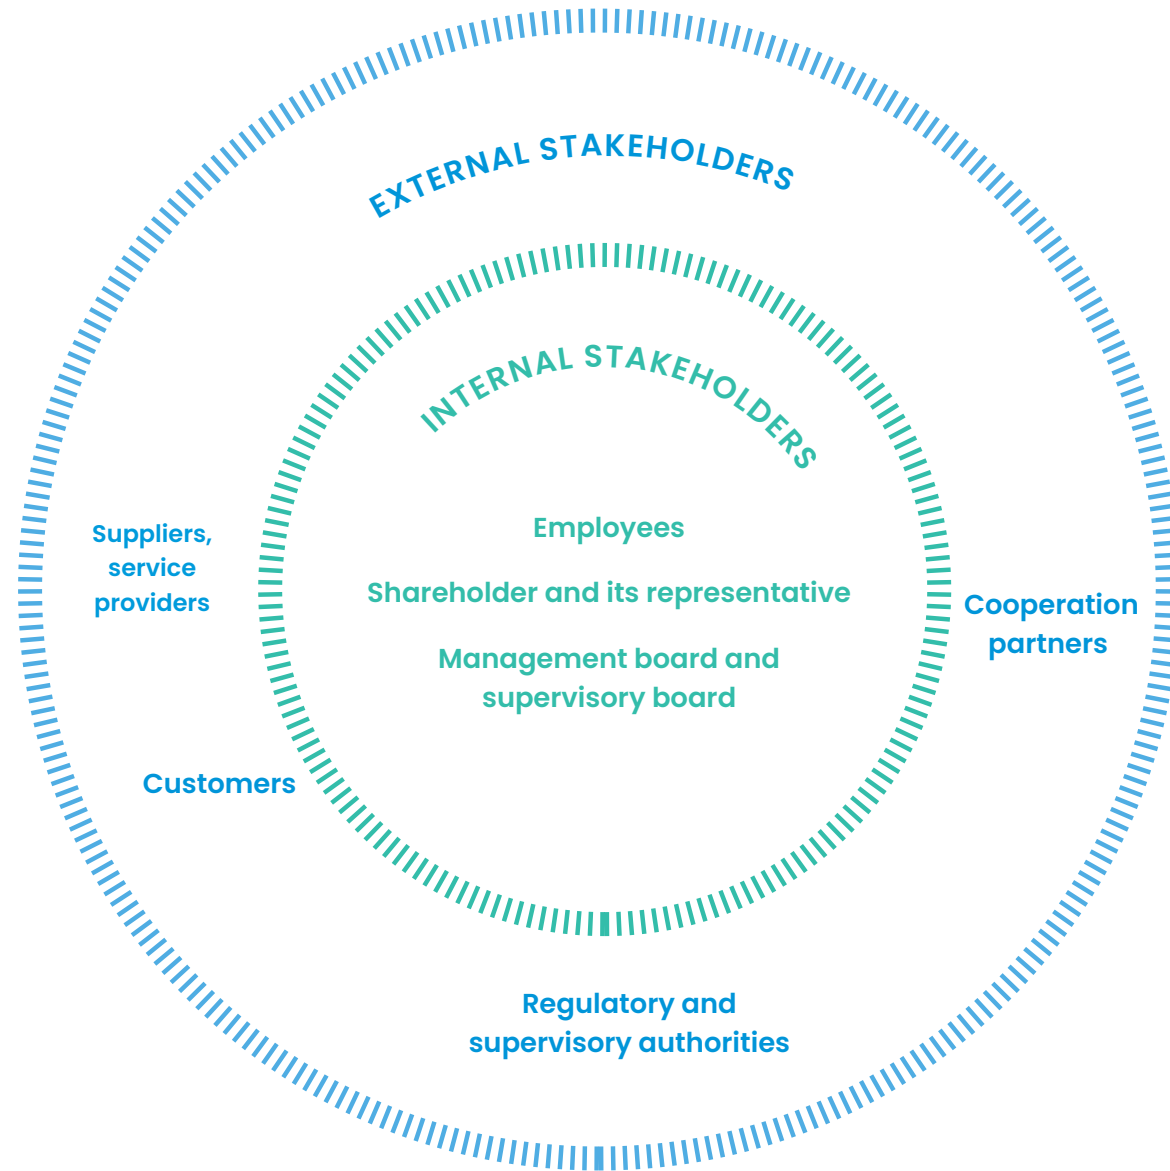 EXTERNAL STAKEHOLDERS
INTERNAL STAKEHOLDERS
Employees
Shareholder and its representative
Management board and
supervisory board
Suppliers,
service
providers
Cooperation
partners
Customers
Regulatory and
supervisory authorities